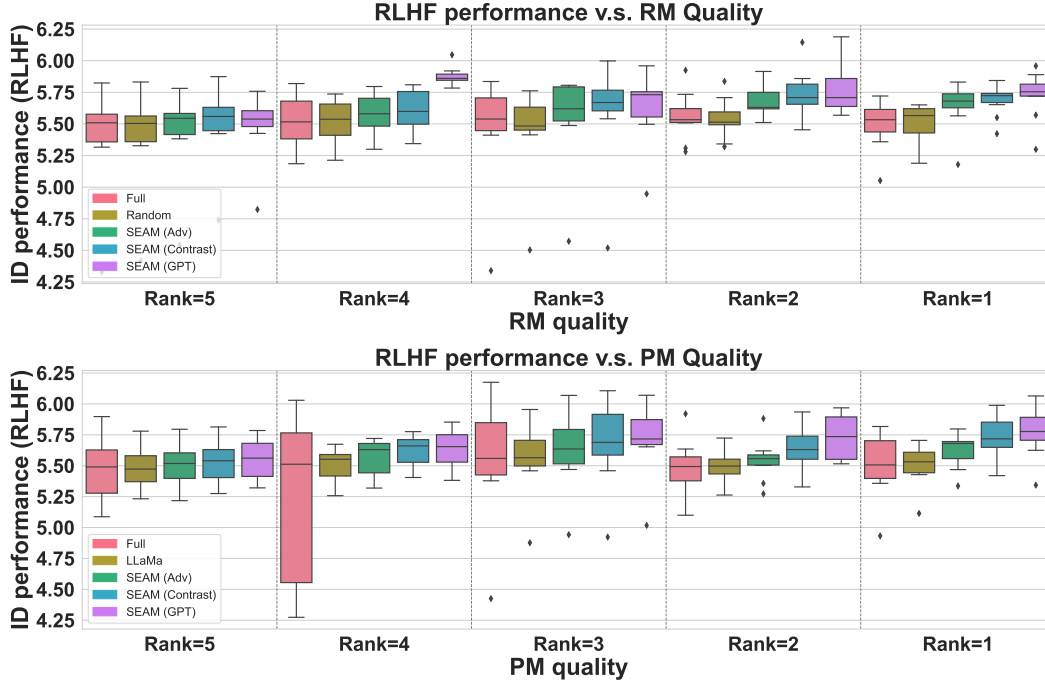 RLHF performance v.s. RM Quality
ID performance (RLHF)
6.25
6.00
5.75
5.50
5.25
5.00
4.75
4.50
4.25
Full
Random
SEAM (Adv)
SEAM (Contrast)
SEAM (GPT)
Rank=5 Rank=4 Rank=3 Rank=2 Rank=1
RM quality
RLHF performance v.s. PM Quality
ID performance (RLHF)
6.25
6.00
5.75
5.50
5.25
5.00
4.75
4.50
4.25
Full
LLaMa
SEAM (Adv)
SEAM (Contrast)
SEAM (GPT)
Rank=5 Rank=4 Rank=3 Rank=2 Rank=1
PM quality